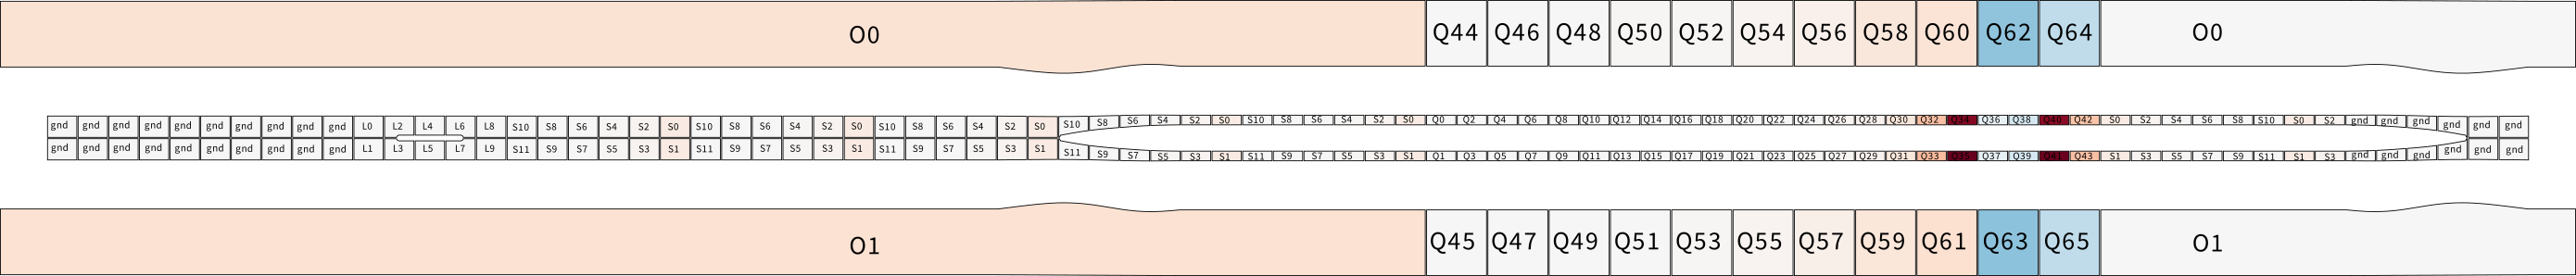 O0 Q44 Q46 Q48 Q50 Q52 Q54 Q56 Q58 Q60 Q62 Q64 O0
gnd gnd gnd gnd gnd gnd gnd gnd gnd gnd L0 L2 L4 L6 L8 S10 S8 S6 S4 S2 S0 S10 S8 S6 S4 S2 S0 S10 S8 S6 S4 S2 S0 S10 S8 S6 S4 S2 S0 S10 S8 S6 S4 S2 S0 Q0 Q2 Q4 Q6 Q8 Q10 Q12 Q14 Q16 Q18 Q20 Q22 Q24 Q26 Q28 Q30 Q32 Q34 Q36 Q38 Q40 Q42 S0 S2 S4 S6 S8 S10 S0 S2 gnd gnd gnd gnd gnd gnd
gnd gnd gnd gnd gnd gnd gnd gnd gnd gnd L1 L3 L5 L7 L9 S11 S9 S7 S5 S3 S1 S11 S9 S7 S5 S3 S1 S11 S9 S7 S5 S3 S1 S11 S9 S7 S5 S3 S1 S11 S9 S7 S5 S3 S1 Q1 Q3 Q5 Q7 Q9 Q11 Q13 Q15 Q17 Q19 Q21 Q23 Q25 Q27 Q29 Q31 Q33 Q35 Q37 Q39 Q41 Q43 S1 S3 S5 S7 S9 S11 S1 S3 gnd gnd gnd gnd gnd gnd
O1 Q45 Q47 Q49 Q51 Q53 Q55 Q57 Q59 Q61 Q63 Q65 O1